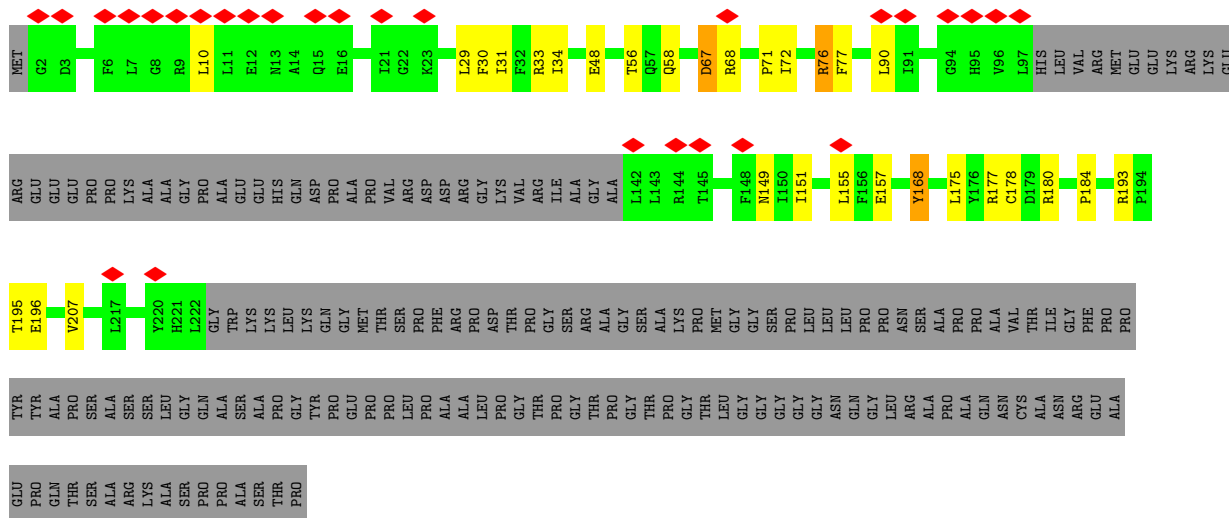 MET G2 D3 F6 L7 G8 R9 L10 L11 E12 N13 A14 Q15 E16 I21 G22 K23 L29 F30 I31 F32 R33 I34 E48 T56 Q57 Q58 D67 R68 P71 I72 R76 F77 L90 I91 G94 H95 V96 L97 HIS LEU VAL ARG MET GLU GLU LYS ARG LYS GLU
ARG GLU GLU GLU PRO PRO LYS ALA ALA GLY PRO ALA GLU GLU HIS GLN ASP PRO ALA PRO VAL ARG ASP ASP ARG GLY LYS VAL ARG ILE ALA GLY ALA L142 L143 R144 T145 F148 N149 I150 I151 L155 F156 E157 Y168 L175 Y176 R177 C178 D179 R180 P184 R193 P194
T195 E196 V207 L217 Y220 H221 L222 GLY TRP LYS LYS LEU LYS GLN GLY MET THR SER PRO PHE ARG PRO ASP THR PRO GLY SER ARG ALA GLY SER ALA LYS PRO MET GLY GLY SER PRO LEU LEU LEU PRO PRO ASN SER ALA PRO PRO ALA VAL THR ILE GLY PHE PRO PRO
TYR TYR ALA PRO SER ALA SER SER LEU GLY GLN ALA SER ALA PRO GLY TYR PRO GLU PRO PRO LEU PRO ALA ALA LEU PRO GLY THR PRO GLY THR PRO GLY THR PRO GLY THR LEU GLY GLY GLY GLY GLY ASN GLN GLY LEU ARG ALA PRO ALA GLN ASN CYS ALA ASN ARG GLU ALA
GLU PRO GLN THR SER ALA ARG LYS ALA SER PRO PRO ALA SER THR PRO